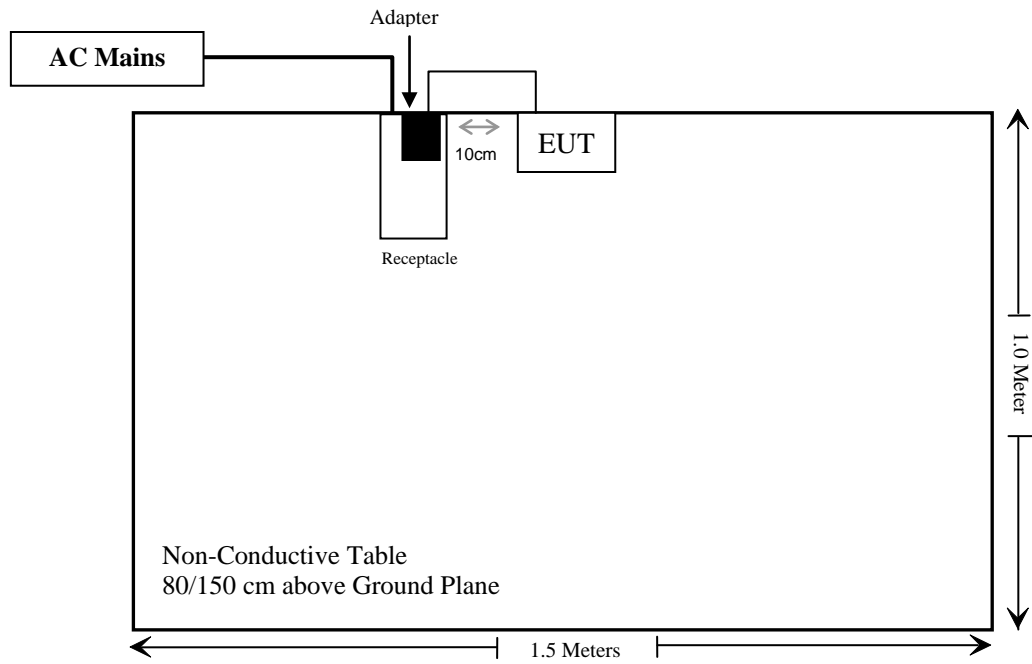 Adapter
AC Mains
EUT
10cm
Receptacle
1.0 Meter
Non-Conductive Table
80/150 cm above Ground Plane
1.5 Meters